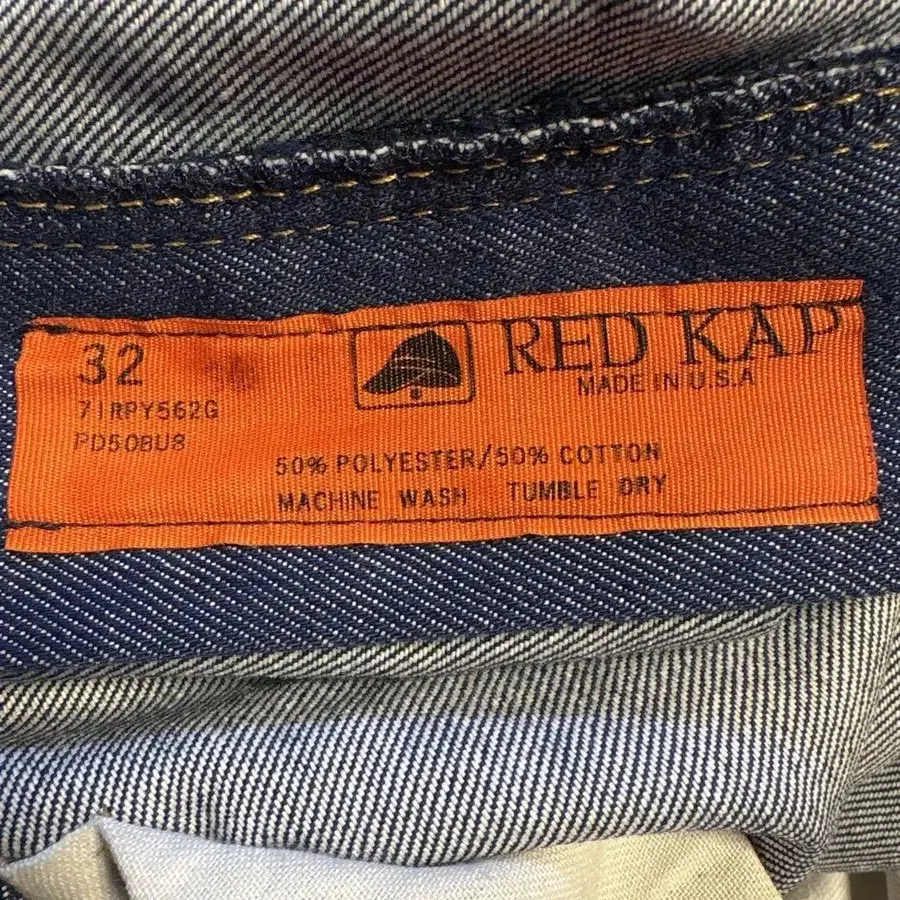 32
71RPY562G
PD50BU8
RED KAP
MADE IN U.S.A
50% POLYESTER/50% COTTON
MACHINE WASH TUMBLE DRY